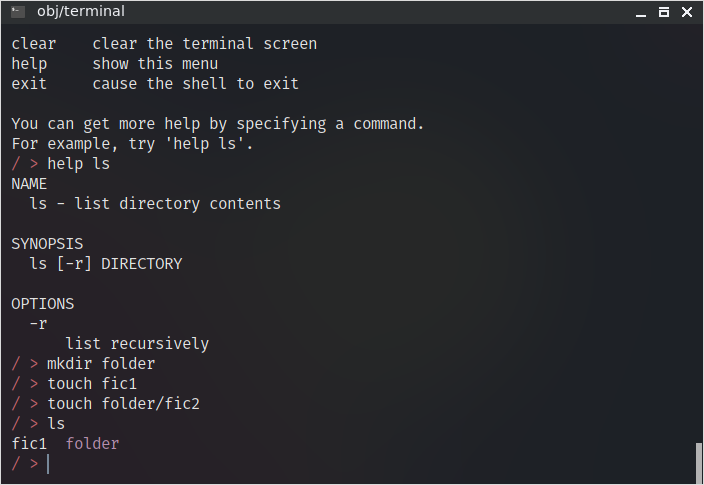 obj/terminal
clear    clear the terminal screen
help     show this menu
exit     cause the shell to exit

You can get more help by specifying a command.
For example, try 'help ls'.
/ > help ls
NAME
  ls - list directory contents

SYNOPSIS
  ls [-r] DIRECTORY

OPTIONS
  -r
      list recursively
/ > mkdir folder
/ > touch fic1
/ > touch folder/fic2
/ > ls
fic1  folder
/ >